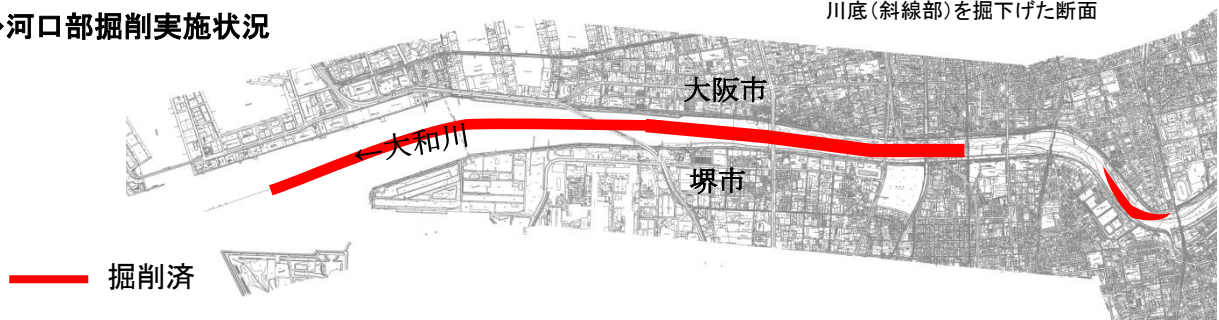 河口部掘削実施状況
川底（斜線部）を掘下げた断面
大阪市
←大和川
堺市
掘削済